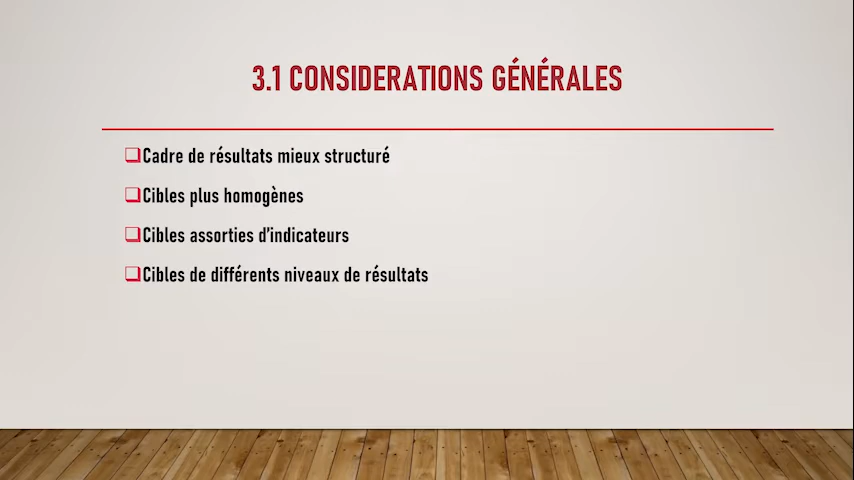 3.1 CONSIDERATIONS GÉNÉRALES
❑Cadre de résultats mieux structuré
❑Cibles plus homogènes
❑Cibles assorties d'indicateurs
❑Cibles de différents niveaux de résultats